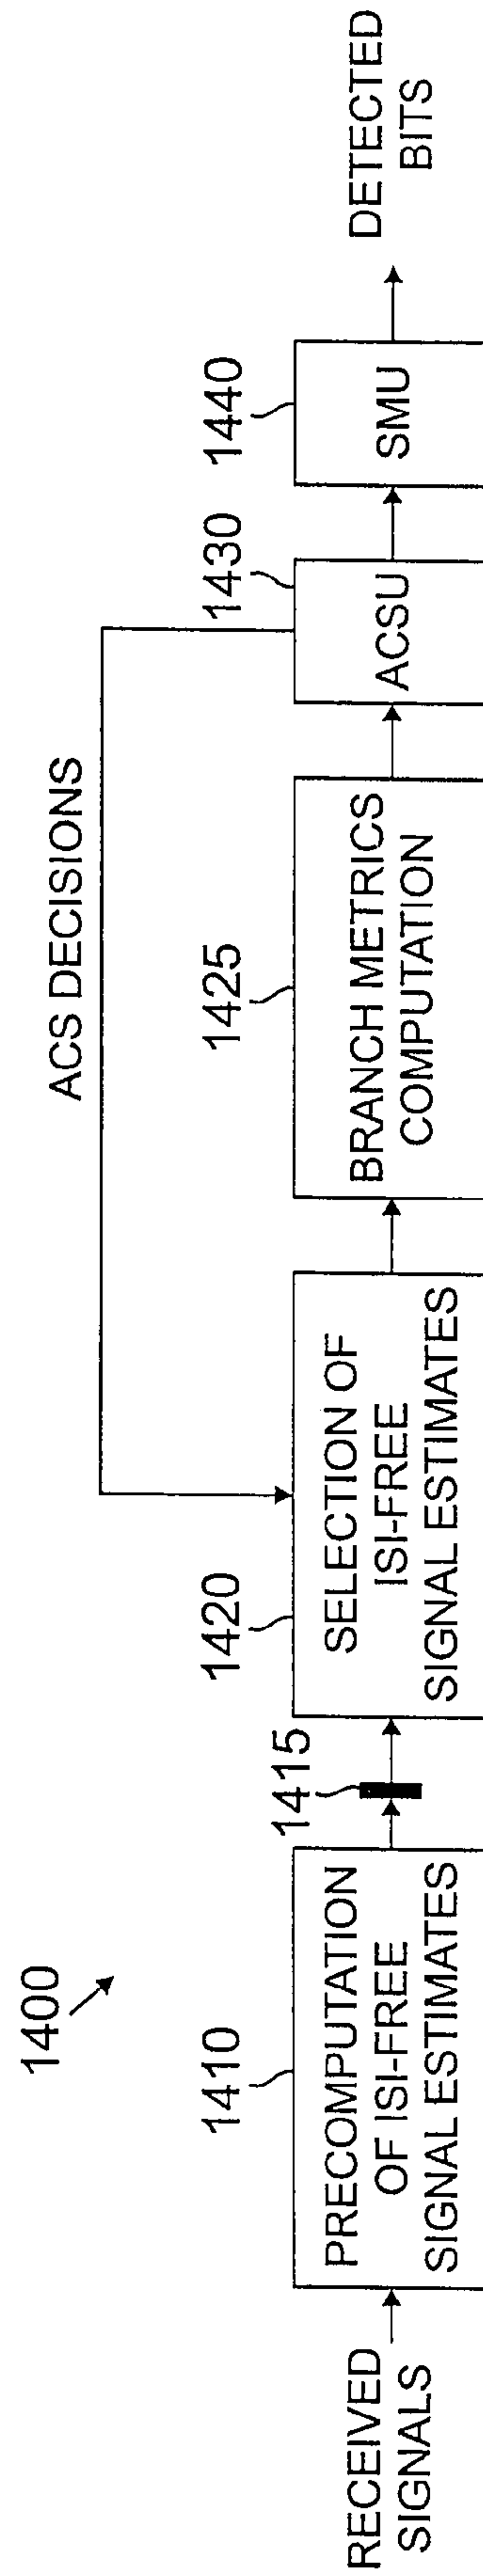 1400
RECEIVED
SIGNALS
1410
PRECOMPUTATION
OF ISI-FREE
SIGNAL ESTIMATES
1415
1420
SELECTION OF
ISI-FREE
SIGNAL ESTIMATES
ACS DECISIONS
1425
BRANCH METRICS
COMPUTATION
1430
ACSU
1440
SMU
DETECTED
BITS